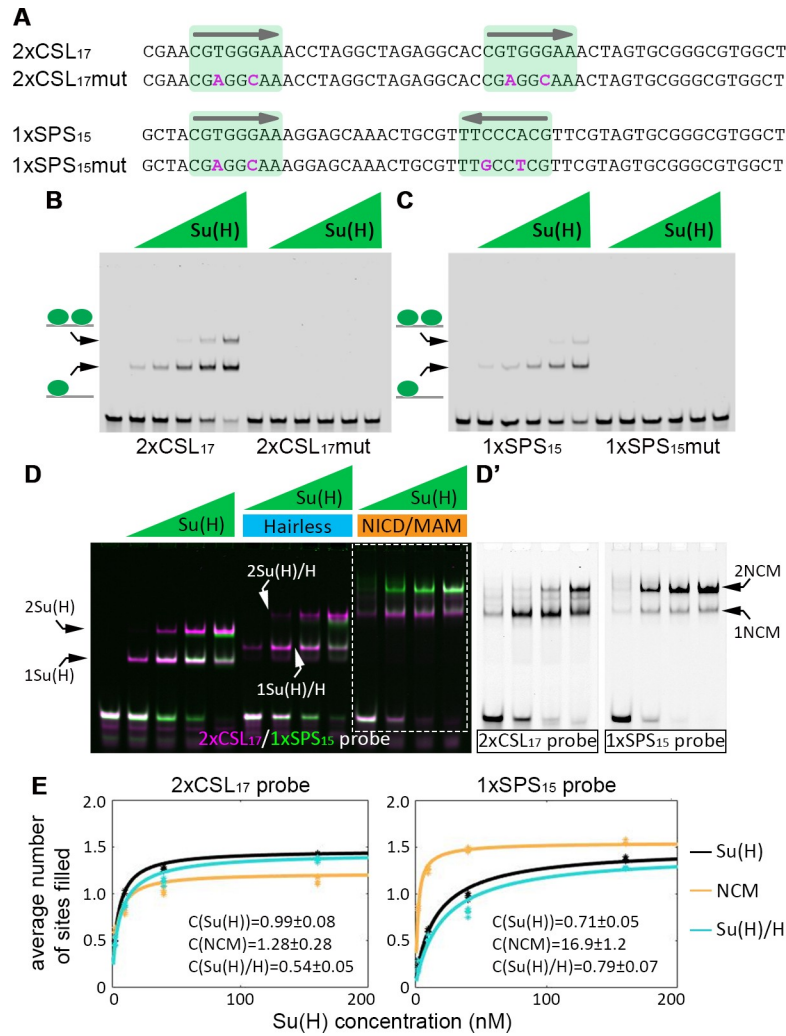 A
2xCSL₁₇ CGAACGTGGGAAACCTAGGCTAGAGGCACCGTGGGAAACTAGTGCGGGCGTGGCT
2xCSL₁₇mut CGAACGAGGCAAACCTAGGCTAGAGGCACCGAGGCAAACTAGTGCGGGCGTGGCT
1xSPS₁₅ GCTACGTGGGAAAGGAGCAAACTGCGTTTCCCACGTTCGTAGTGCGGGCGTGGCT
1xSPS₁₅mut GCTACGAGGCAAAGGAGCAAACTGCGTTTGCCTCGTTCGTAGTGCGGGCGTGGCT
B
Su(H) Su(H)
2xCSL₁₇ 2xCSL₁₇mut
C
Su(H) Su(H)
1xSPS₁₅ 1xSPS₁₅mut
D
Su(H) Su(H) Su(H)
Hairless NICD/MAM
2Su(H)
1Su(H)
2Su(H)/H
1Su(H)/H
2xCSL₁₇/1xSPS₁₅ probe
D'
2NCM
1NCM
2xCSL₁₇ probe 1xSPS₁₅ probe
E
2xCSL₁₇ probe 1xSPS₁₅ probe
average number
of sites filled
2.0
1.5
1.0
0.5
0
0 100 200
C(Su(H))=0.99±0.08
C(NCM)=1.28±0.28
C(Su(H)/H)=0.54±0.05
2.0
1.5
1.0
0.5
0
0 100 200
C(Su(H))=0.71±0.05
C(NCM)=16.9±1.2
C(Su(H)/H)=0.79±0.07
Su(H)
NCM
Su(H)/H
Su(H) concentration (nM)